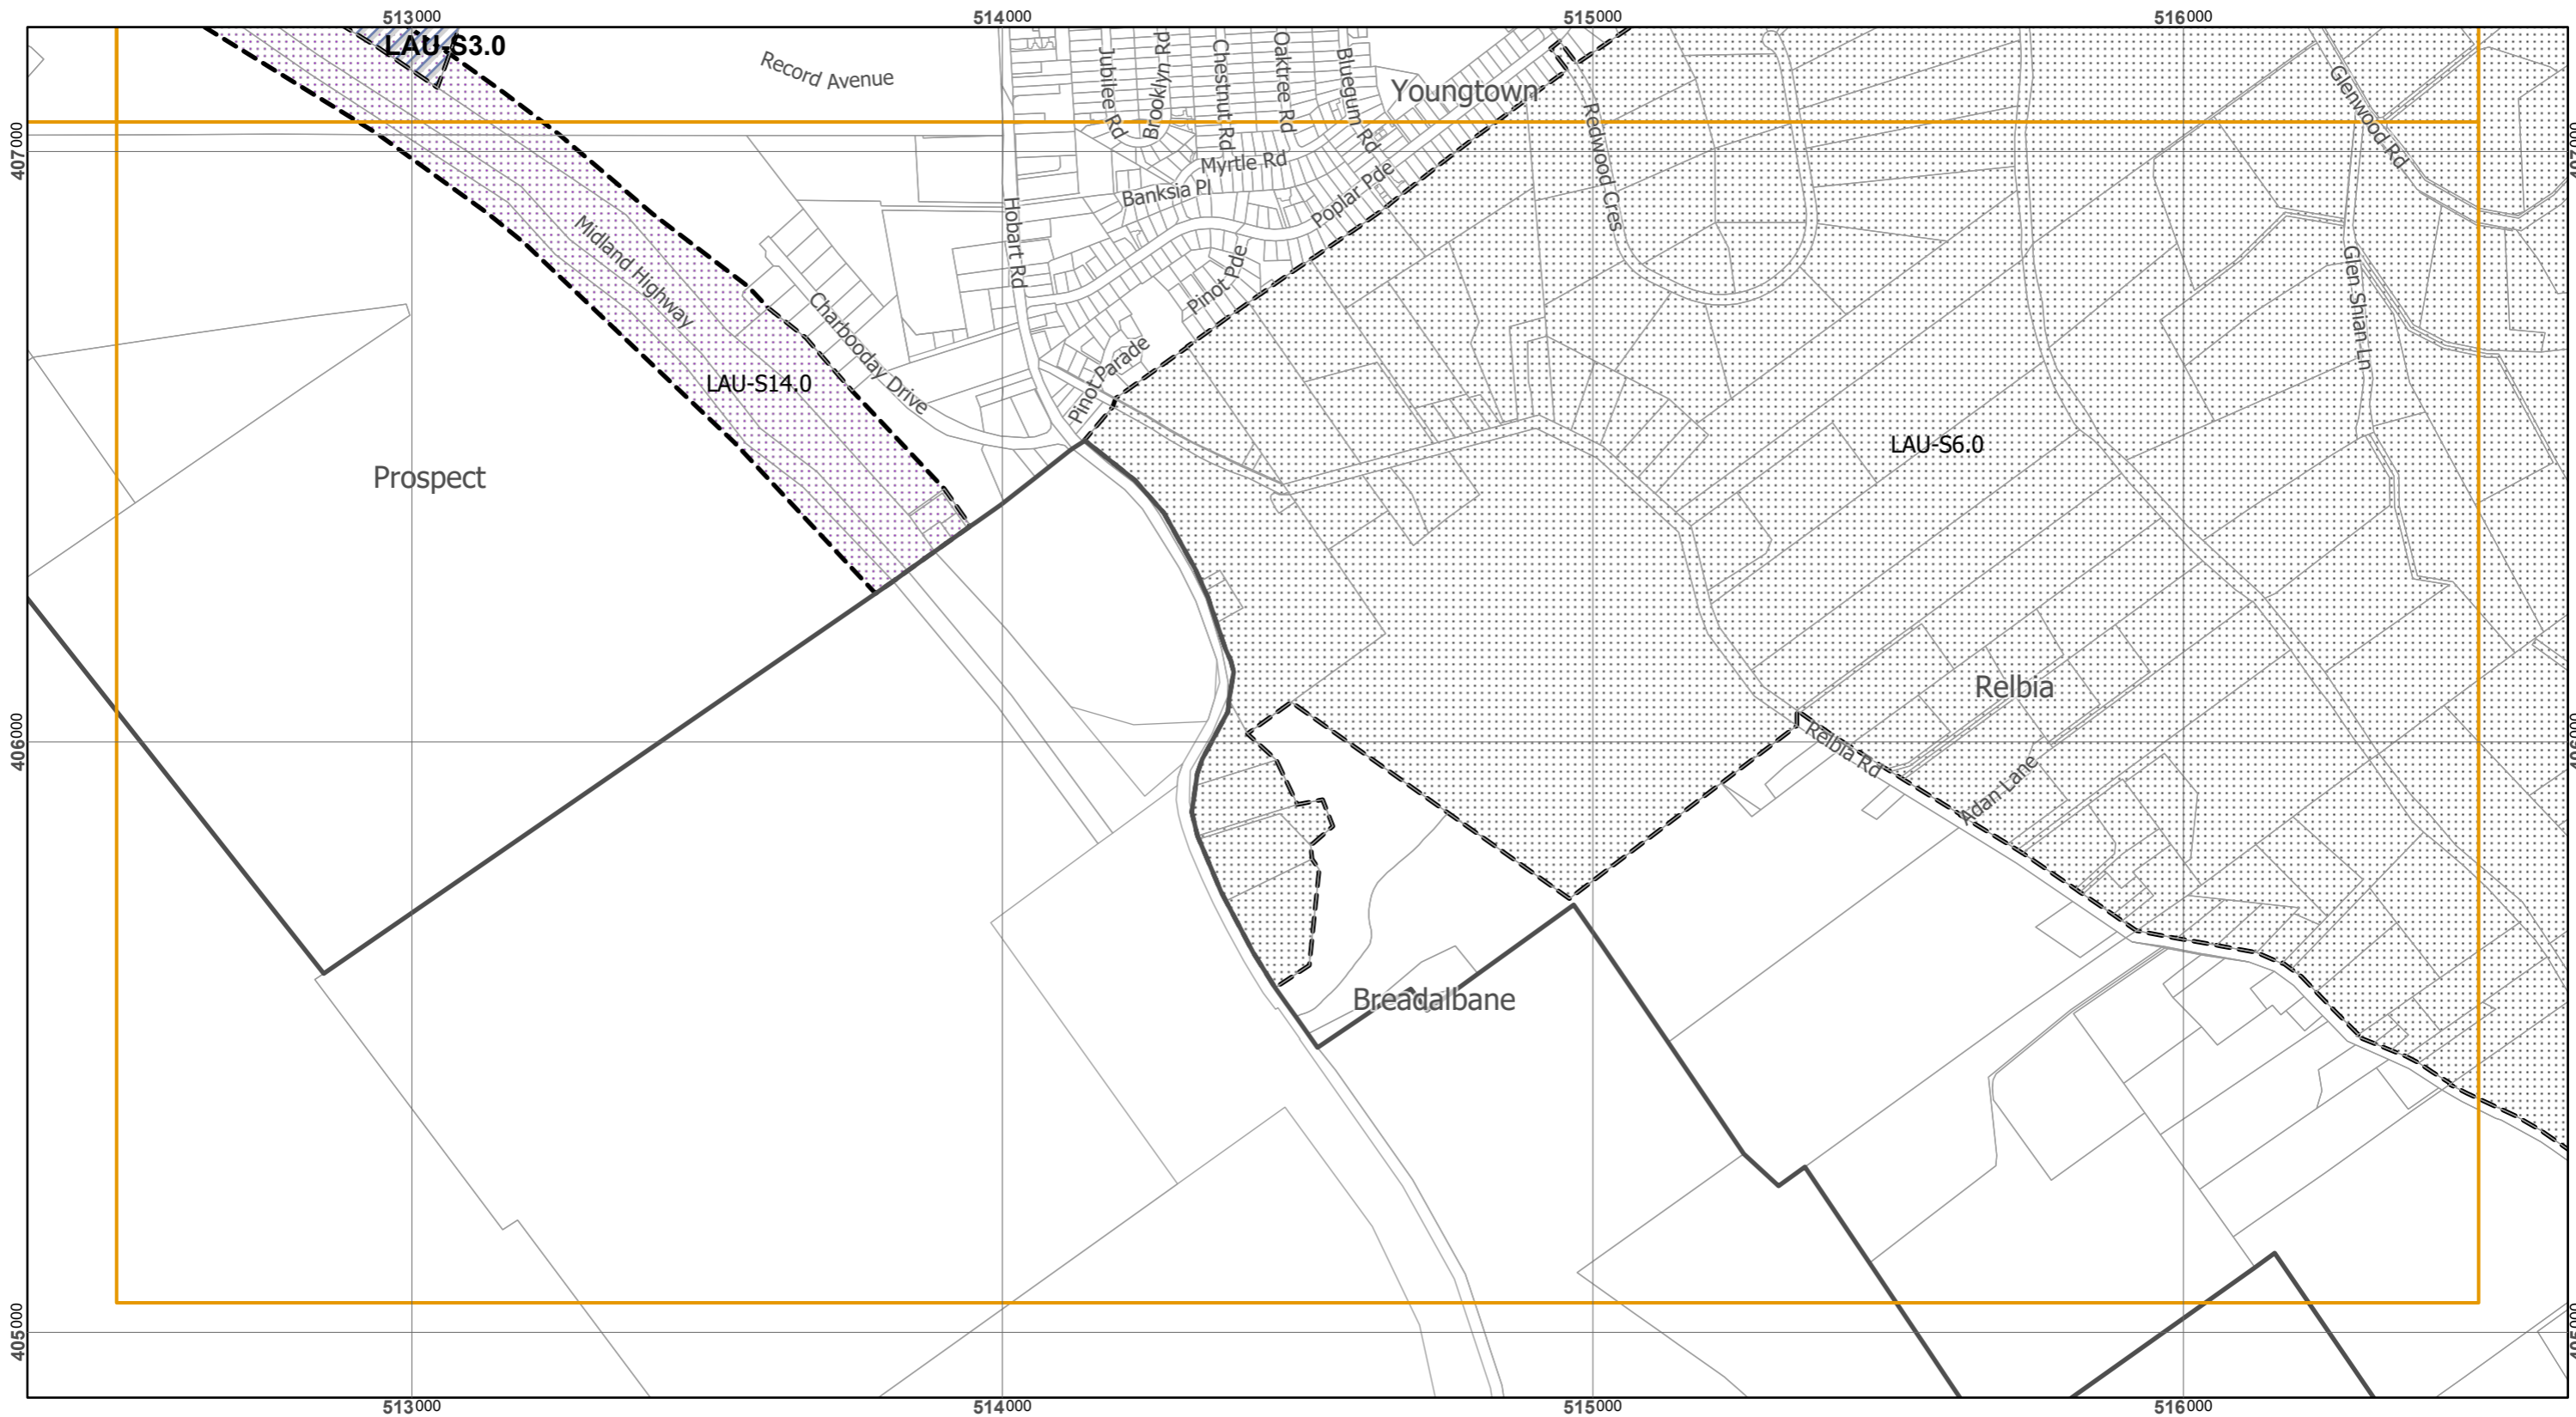 513000
514000
515000
516000
LAU-S3.0
Record Avenue
Jubilee Rd
Brooklyn Rd
Chestnut Rd
Oaktree Rd
Bluegum Rd
Youngtown
Redwood Cres
Glenwood Rd
407000
Myrtle Rd
Banksia Pl
Poplar Pde
Hobart Rd
Midland Highway
Pinot Pde
Glen Shian Ln
Charbooday Drive
Pinot Parade
LAU-S14.0
LAU-S6.0
Prospect
Relbia
406000
Relbia Rd
Adan Lane
Breadalbane
405000
513000
514000
515000
516000